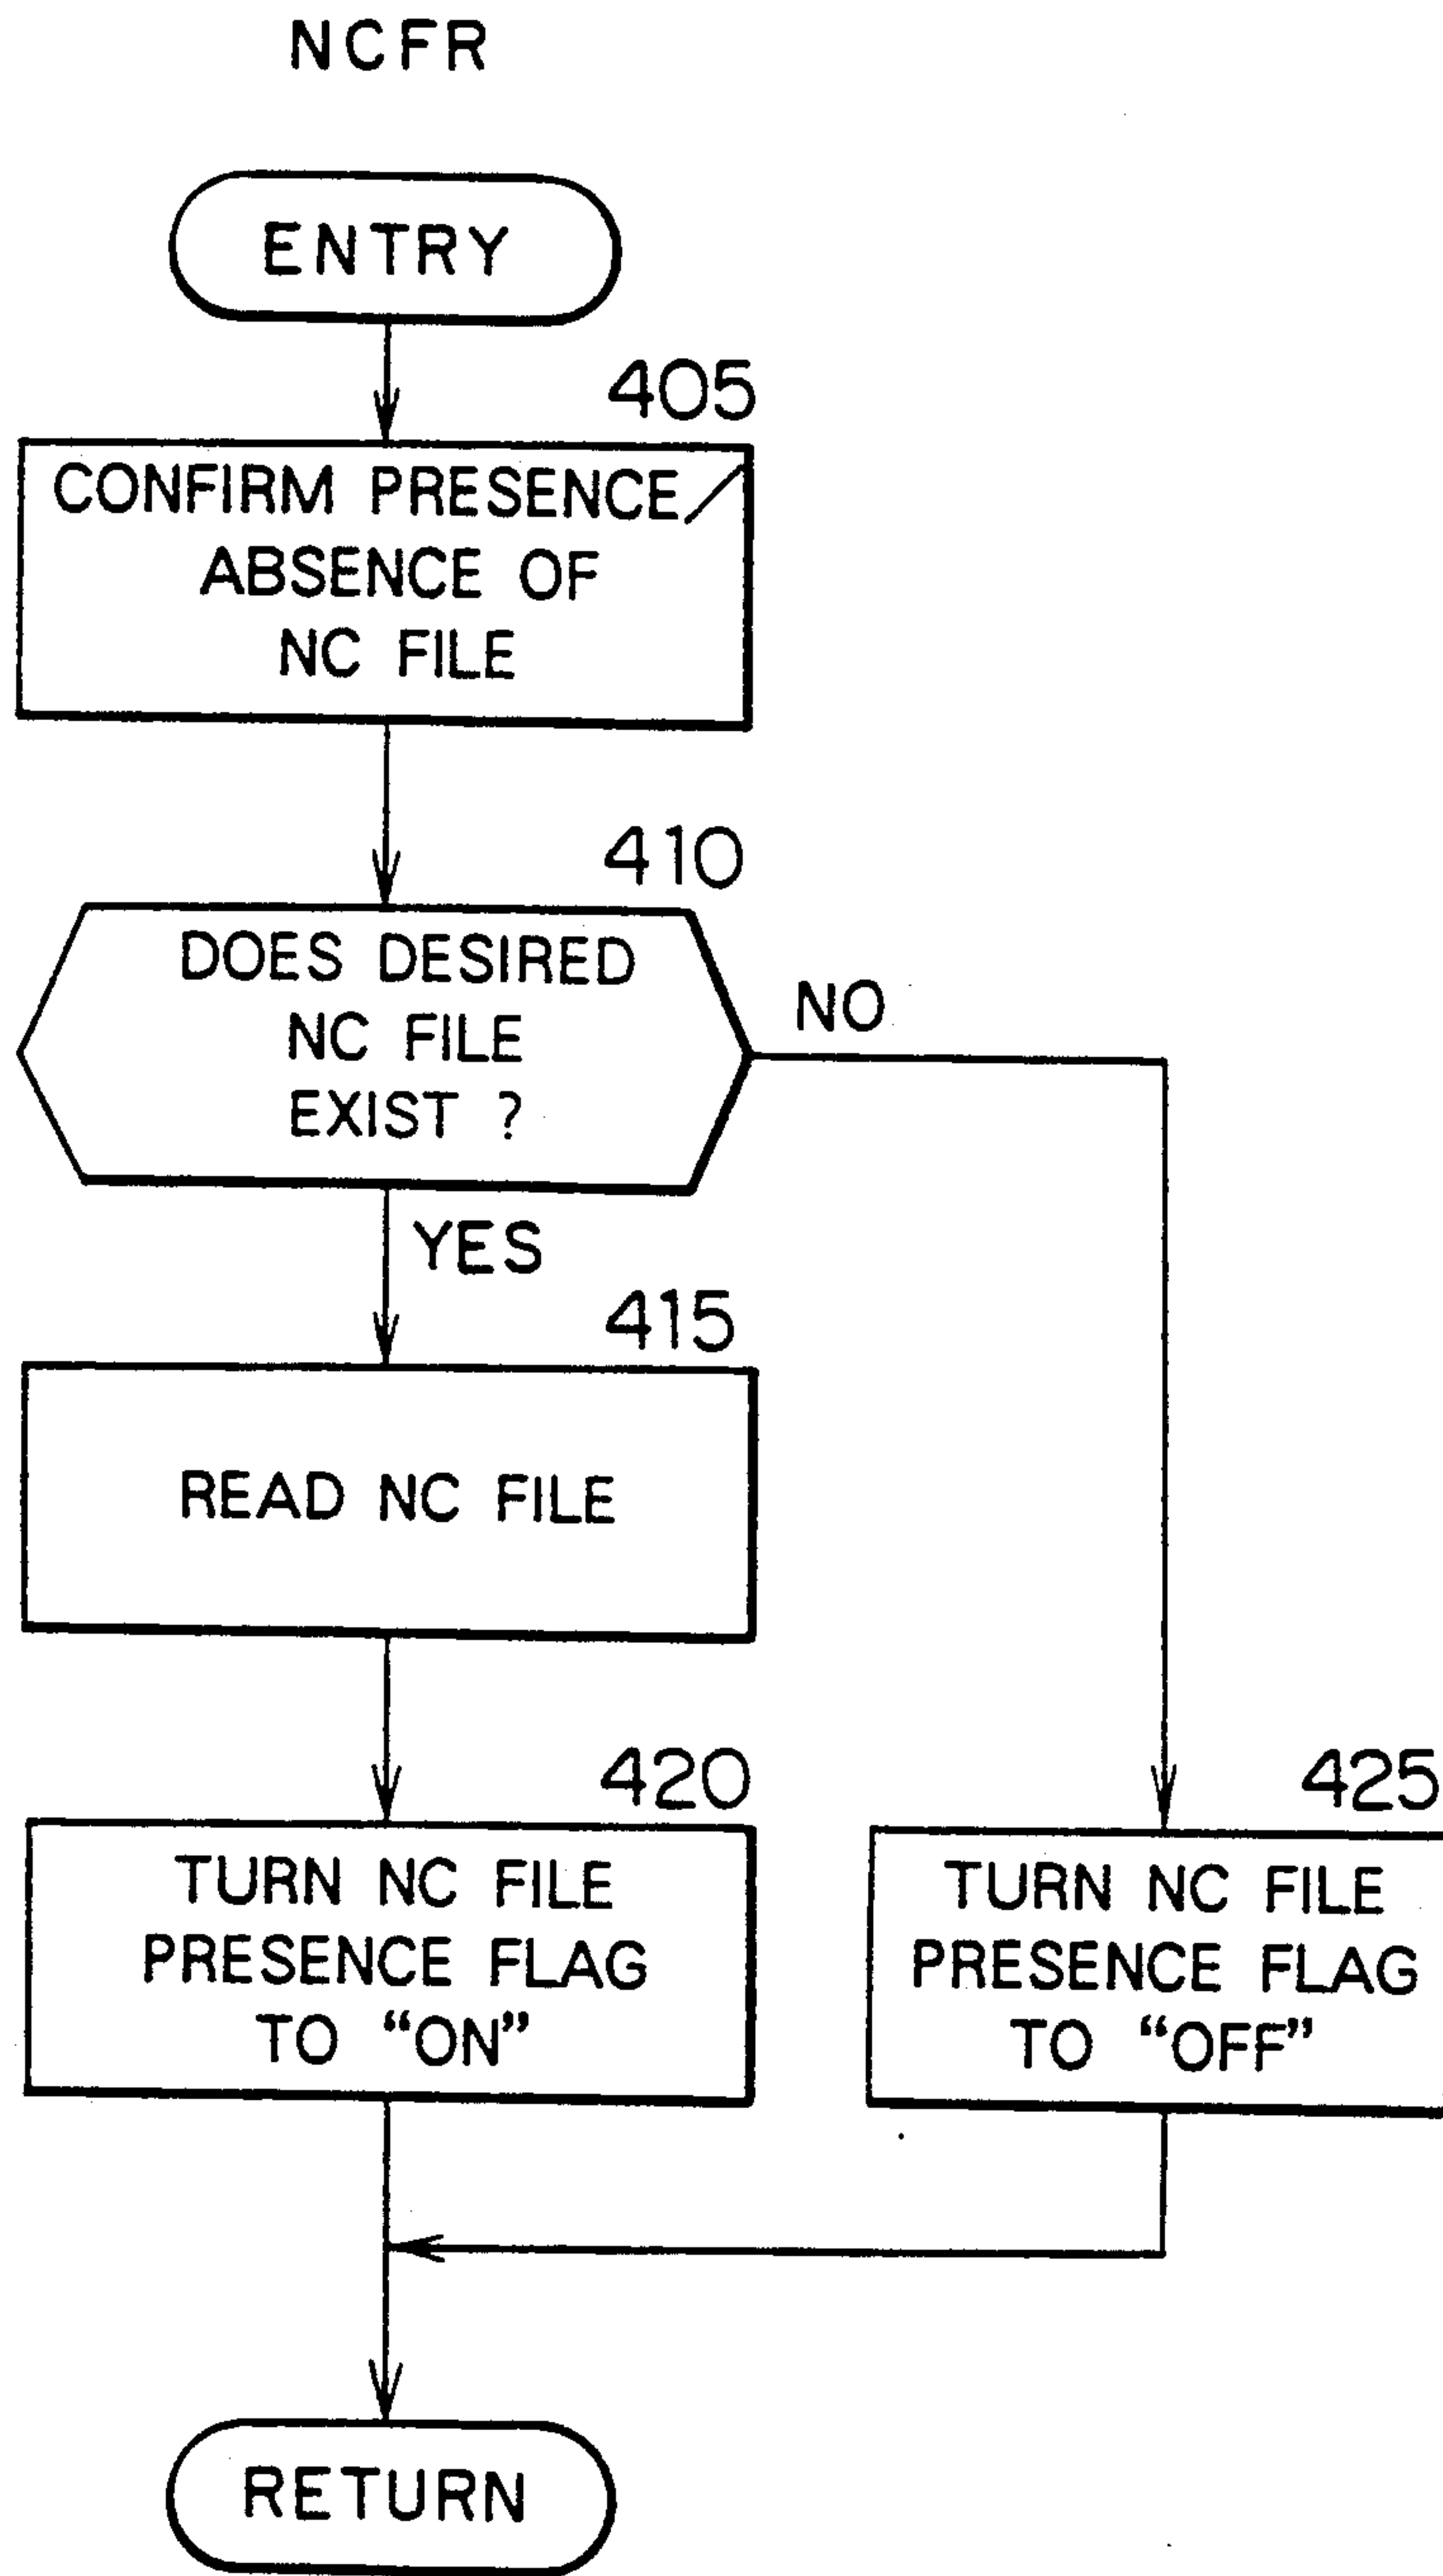 NCFR
ENTRY
405
CONFIRM PRESENCE/
ABSENCE OF
NC FILE
410
DOES DESIRED
NC FILE
EXIST ?
NO
YES
415
READ NC FILE
420
TURN NC FILE
PRESENCE FLAG
TO “ON”
425
TURN NC FILE
PRESENCE FLAG
TO “OFF”
RETURN